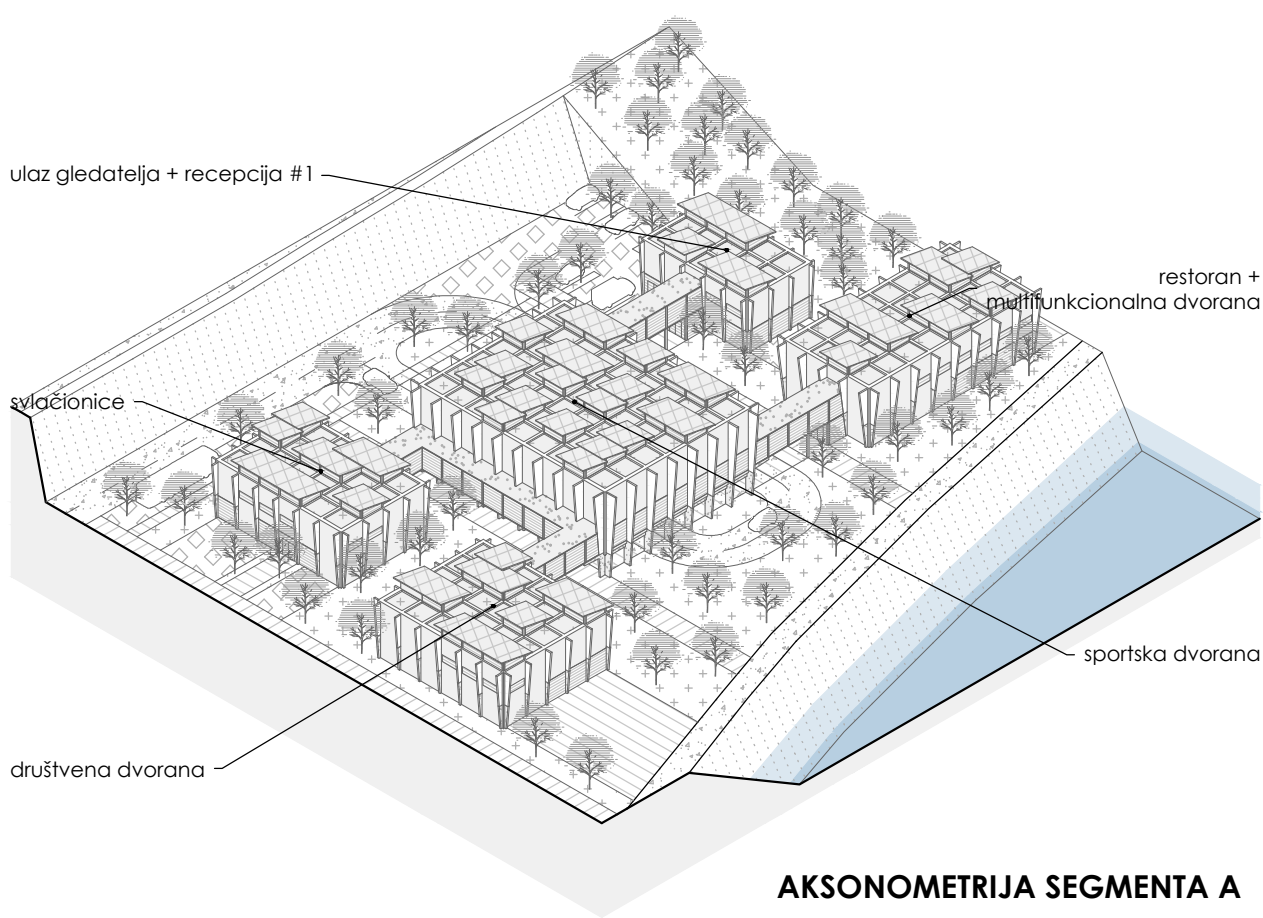 ulaz gledatelja + recepcija #1
restoran +
multifunkcionalna dvorana
svlačionice
sportska dvorana
društvena dvorana
AKSONOMETRIJA SEGMENTA A